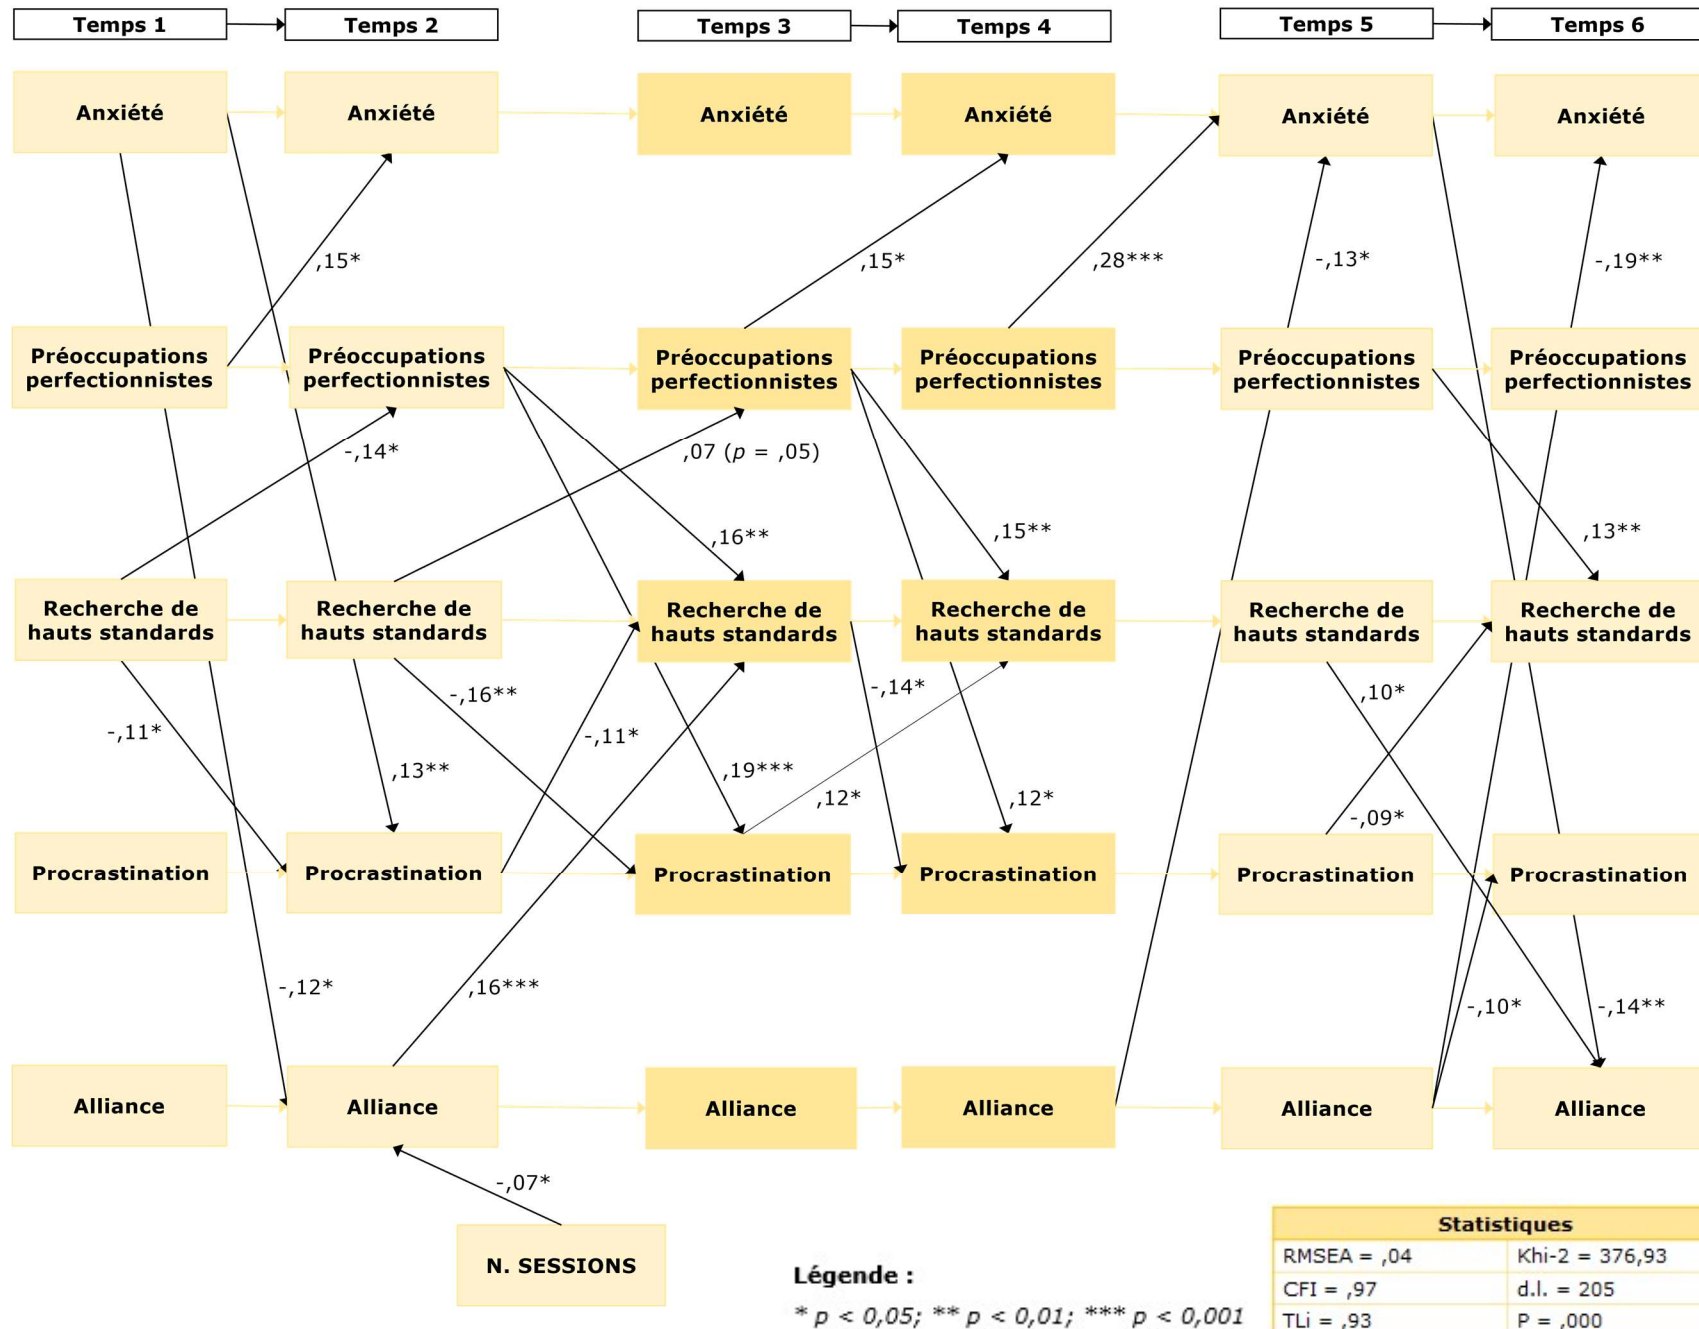 Temps 1
Temps 2
Temps 3
Temps 4
Temps 5
Temps 6
Anxiété
Anxiété
Anxiété
Anxiété
Anxiété
Anxiété
,15*
,15*
,28***
-,13*
-,19**
Préoccupations
perfectionnistes
Préoccupations
perfectionnistes
Préoccupations
perfectionnistes
Préoccupations
perfectionnistes
Préoccupations
perfectionnistes
Préoccupations
perfectionnistes
-,14*
,07 (p = ,05)
,16**
,15**
,13**
Recherche de
hauts standards
Recherche de
hauts standards
Recherche de
hauts standards
Recherche de
hauts standards
Recherche de
hauts standards
Recherche de
hauts standards
-,11*
,13**
-,16**
-,11*
,19***
-,14*
,12*
,12*
,10*
-,09*
Procrastination
Procrastination
Procrastination
Procrastination
Procrastination
Procrastination
-,12*
,16***
-,10*
-,14**
Alliance
Alliance
Alliance
Alliance
Alliance
Alliance
-,07*
N. SESSIONS
Légende :
* p < 0,05; ** p < 0,01; *** p < 0,001
Statistiques
RMSEA = ,04
Khi-2 = 376,93
CFI = ,97
d.l. = 205
TLi = ,93
P = ,000